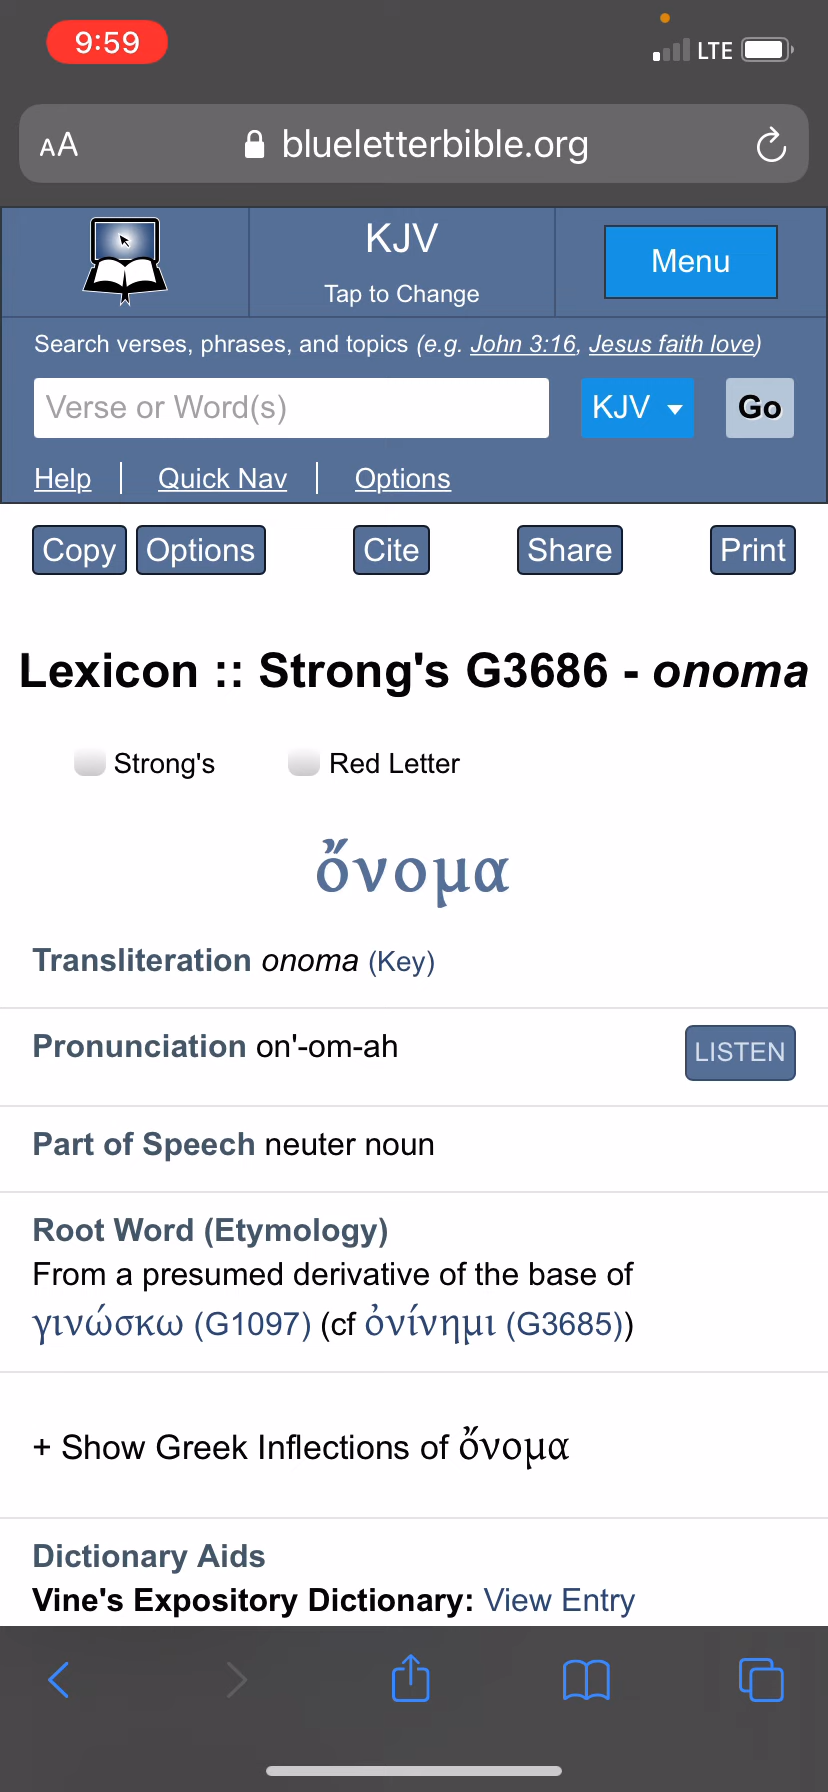 9:59
LTE
AA blueletterbible.org
KJV
Tap to Change
Menu
Search verses, phrases, and topics (e.g. John 3:16, Jesus faith love)
Verse or Word(s) KJV Go
Help | Quick Nav | Options
Copy Options Cite Share Print
Lexicon :: Strong's G3686 - onoma
Strong's Red Letter
ὄνομα
Transliteration onoma (Key)
Pronunciation on'-om-ah LISTEN
Part of Speech neuter noun
Root Word (Etymology)
From a presumed derivative of the base of
γινώσκω (G1097) (cf ὀνίνημι (G3685))
+ Show Greek Inflections of ὄνομα
Dictionary Aids
Vine's Expository Dictionary: View Entry